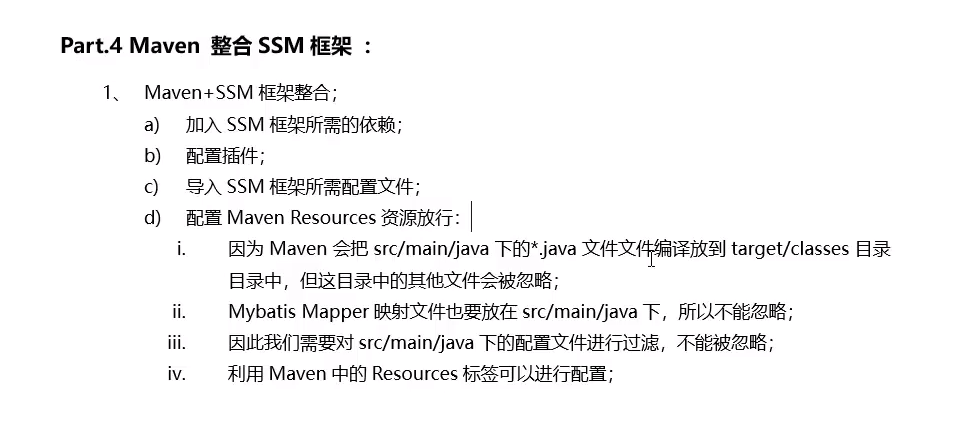 Part.4 Maven 整合 SSM 框架 ：
1、 Maven+SSM 框架整合；
a) 加入 SSM 框架所需的依赖；
b) 配置插件；
c) 导入 SSM 框架所需配置文件；
d) 配置 Maven Resources 资源放行：
i. 因为 Maven 会把 src/main/java 下的*.java 文件文件编译放到 target/classes 目录
目录中，但这目录中的其他文件会被忽略；
ii. Mybatis Mapper 映射文件也要放在 src/main/java 下，所以不能忽略；
iii. 因此我们需要对 src/main/java 下的配置文件进行过滤，不能被忽略；
iv. 利用 Maven 中的 Resources 标签可以进行配置；